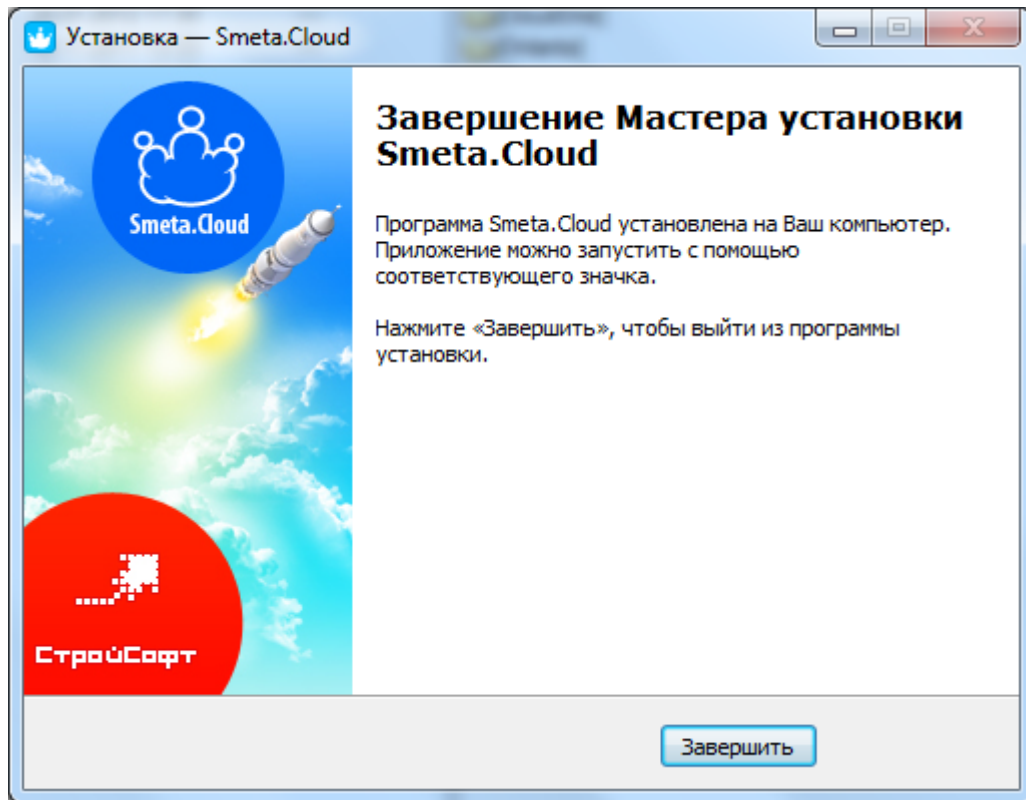 Установка — Smeta.Cloud
Smeta.Cloud
Завершение Мастера установки
Smeta.Cloud
Программа Smeta.Cloud установлена на Ваш компьютер.
Приложение можно запустить с помощью
соответствующего значка.
Нажмите «Завершить», чтобы выйти из программы
установки.
СтройСофт
Завершить